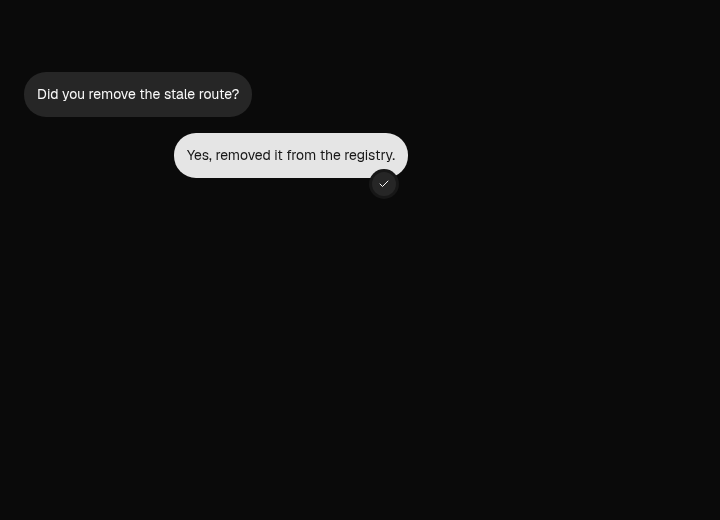 Did you remove the stale route?
Yes, removed it from the registry.